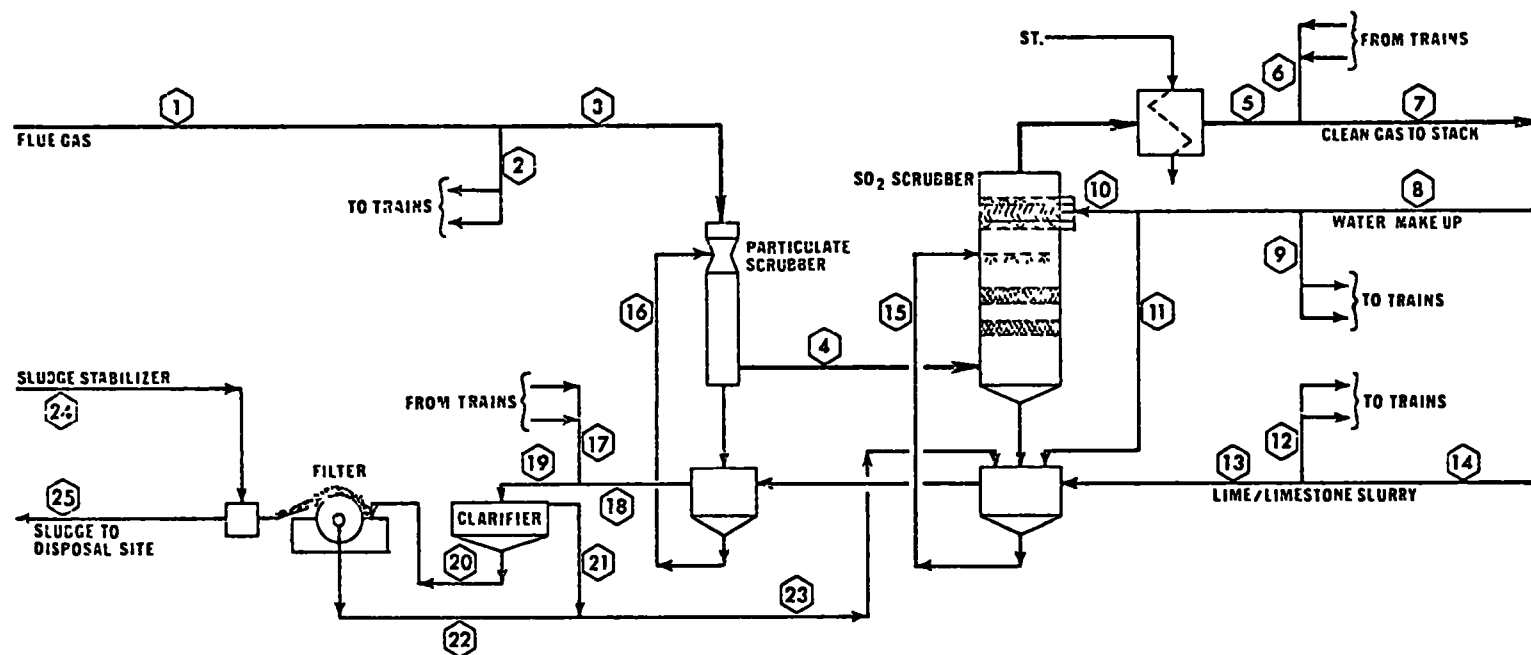 ST.
FROM TRAINS
6
1
3
5
7
FLUE GAS
CLEAN GAS TO STACK
2
SO2 SCRUBBER
10
8
TO TRAINS
WATER MAKE UP
PARTICULATE
SCRUBBER
9
16
15
11
TO TRAINS
4
SLUDGE STABILIZER
24
FROM TRAINS
TO TRAINS
17
12
19
13
14
FILTER
25
CLARIFIER
18
LIME/LIMESTONE SLURRY
SLUDGE TO
DISPOSAL SITE
20
21
23
22